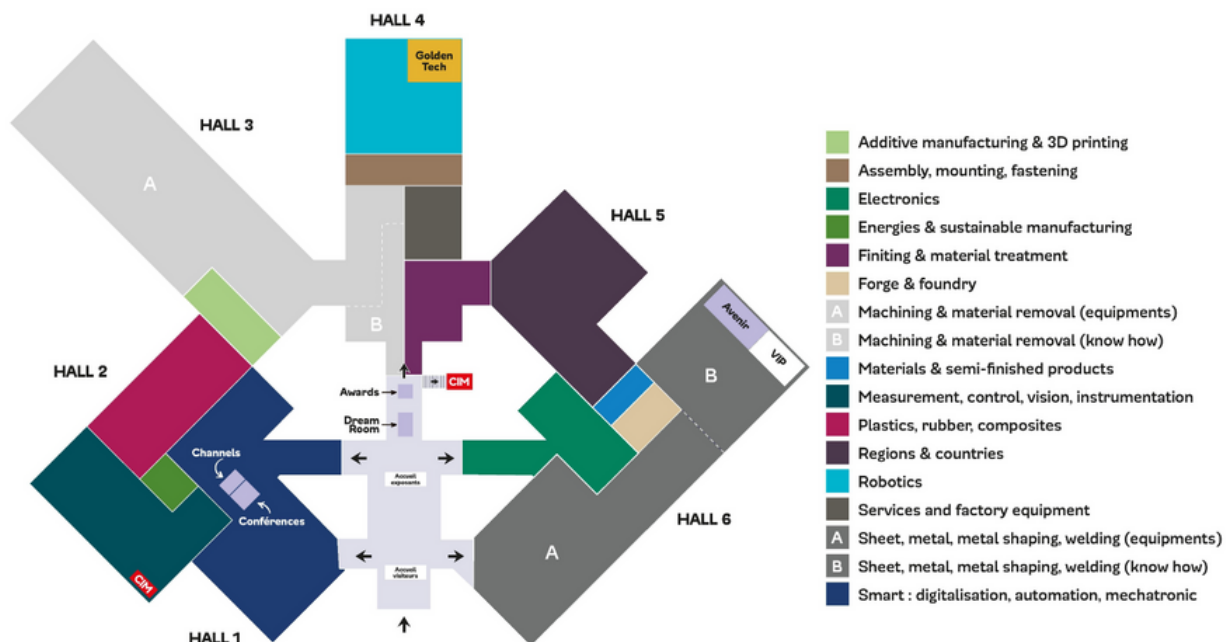 HALL 4
Golden
Tech
HALL 3
A
HALL 5
B
Avenir
VIP
B
HALL 2
CIM
Awards
Dream
Room
Channels
Conférences
Accueil
exposants
HALL 6
A
CIM
Accueil
visiteurs
HALL 1
Additive manufacturing & 3D printing
Assembly, mounting, fastening
Electronics
Energies & sustainable manufacturing
Finiting & material treatment
Forge & foundry
A Machining & material removal (equipments)
B Machining & material removal (know how)
Materials & semi-finished products
Measurement, control, vision, instrumentation
Plastics, rubber, composites
Regions & countries
Robotics
Services and factory equipment
A Sheet, metal, metal shaping, welding (equipments)
B Sheet, metal, metal shaping, welding (know how)
Smart : digitalisation, automation, mechatronic